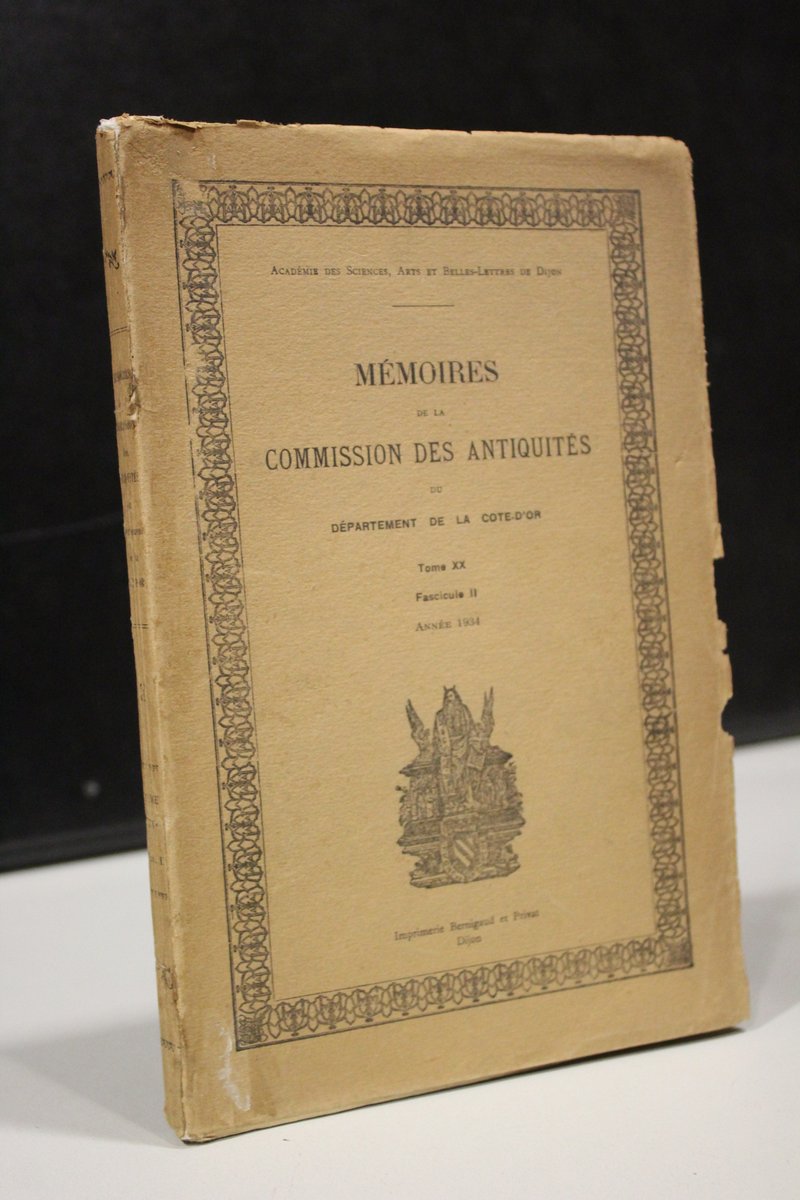 Académie des Sciences, Arts et Belles-Lettres de Dijon
MÉMOIRES
DE LA
COMMISSION DES ANTIQUITÉS
DU
DÉPARTEMENT DE LA COTE-D'OR
Tome XX
Fascicule II
Année 1934
Imprimerie Bernigaud et Privat
Dijon